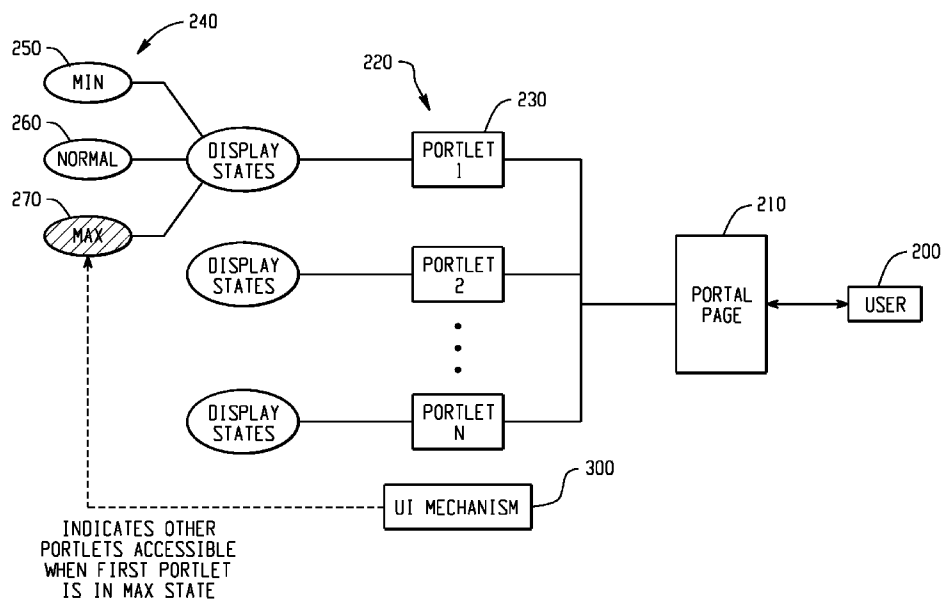 240
250
MIN
260
NORMAL
270
MAX
DISPLAY
STATES
220
230
PORTLET
1
DISPLAY
STATES
PORTLET
2
DISPLAY
STATES
PORTLET
N
210
PORTAL
PAGE
200
USER
300
UI MECHANISM
INDICATES OTHER
PORTLETS ACCESSIBLE
WHEN FIRST PORTLET
IS IN MAX STATE